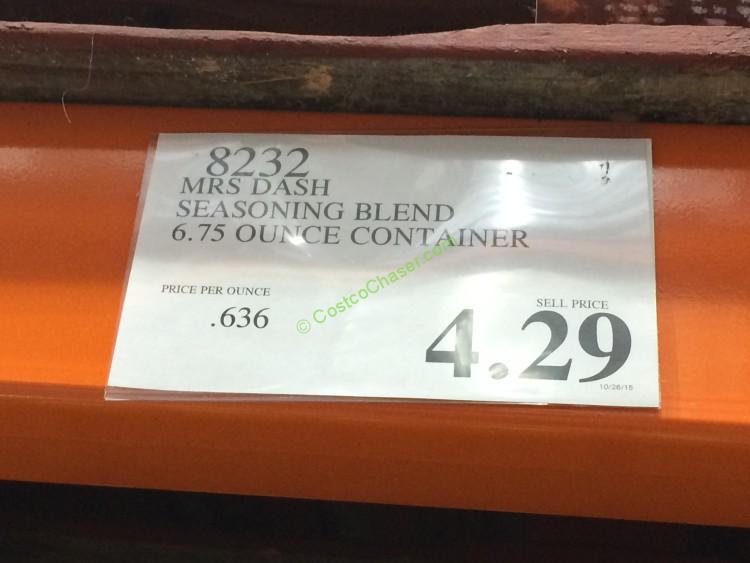 8232
MRS DASH
SEASONING BLEND
6.75 OUNCE CONTAINER
PRICE PER OUNCE
.636
SELL PRICE
4.29
10/26/15
© CostcoChaser.com